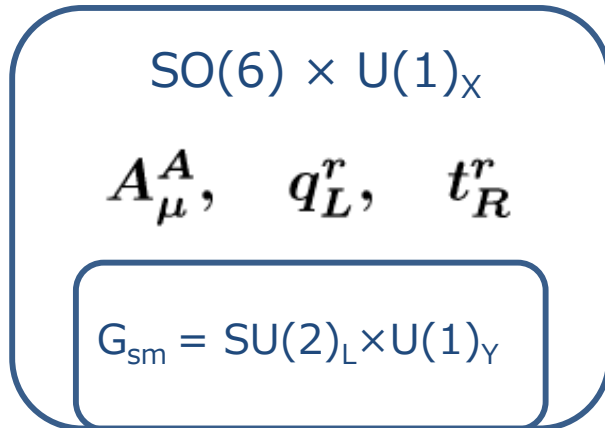 SO(6) × U(1)X
A^A_μ, q^r_L, t^r_R
Gsm = SU(2)L×U(1)Y